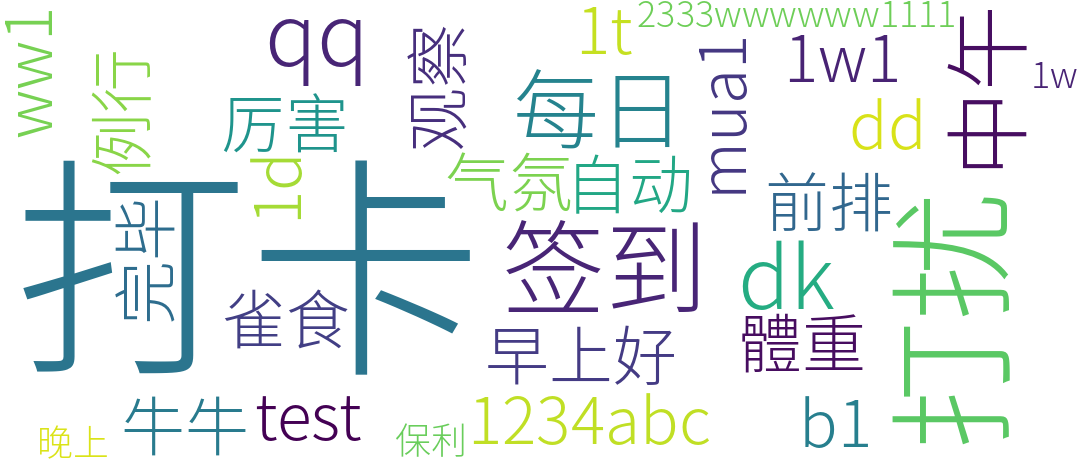 ww1
例行
qq
厉害
1d
观察
气氛
1t
每日
自动
2333wwwwww1111
mua1
1w1
1w
dd
中午
前排
打卡
完毕
雀食
签到
早上好
dk
體重
打扰
晚上
牛牛
test
保利
1234abc
b1